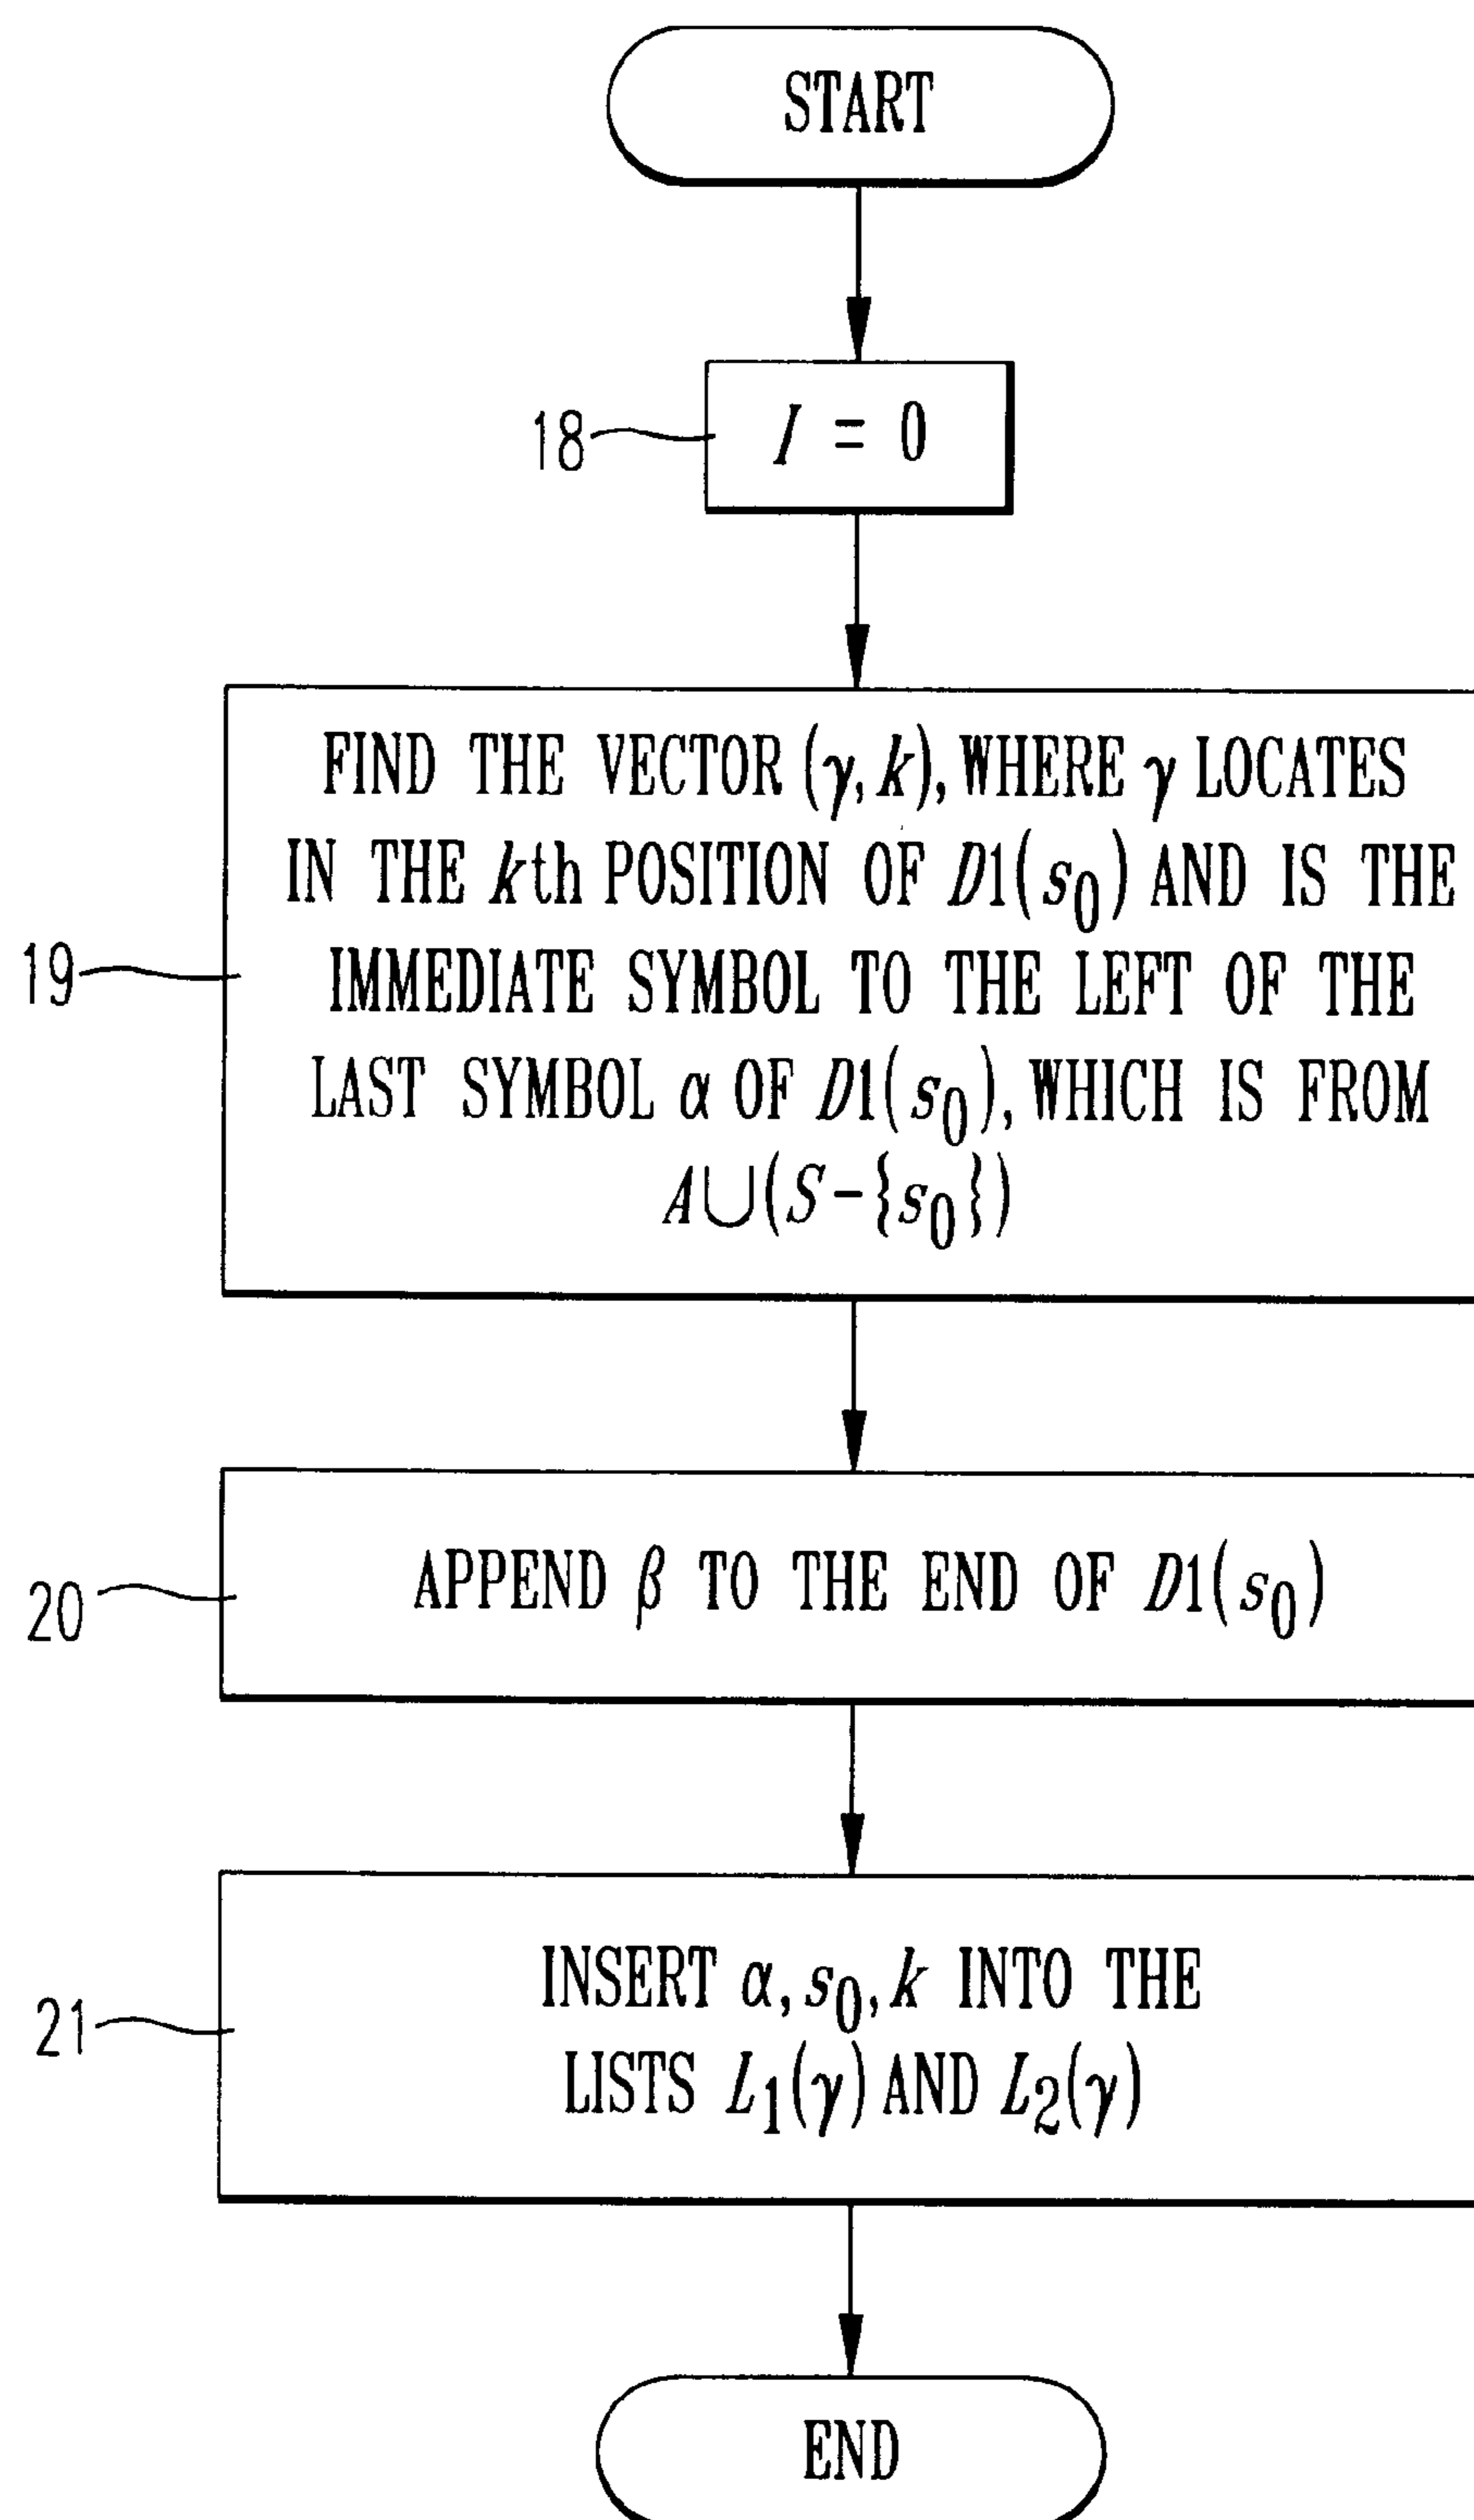 START
18
I = 0
19
FIND THE VECTOR (γ, k), WHERE γ LOCATES
IN THE kth POSITION OF D1(s₀) AND IS THE
IMMEDIATE SYMBOL TO THE LEFT OF THE
LAST SYMBOL α OF D1(s₀), WHICH IS FROM
A∪(S−{s₀})
20
APPEND β TO THE END OF D1(s₀)
21
INSERT α, s₀, k INTO THE
LISTS L₁(γ) AND L₂(γ)
END